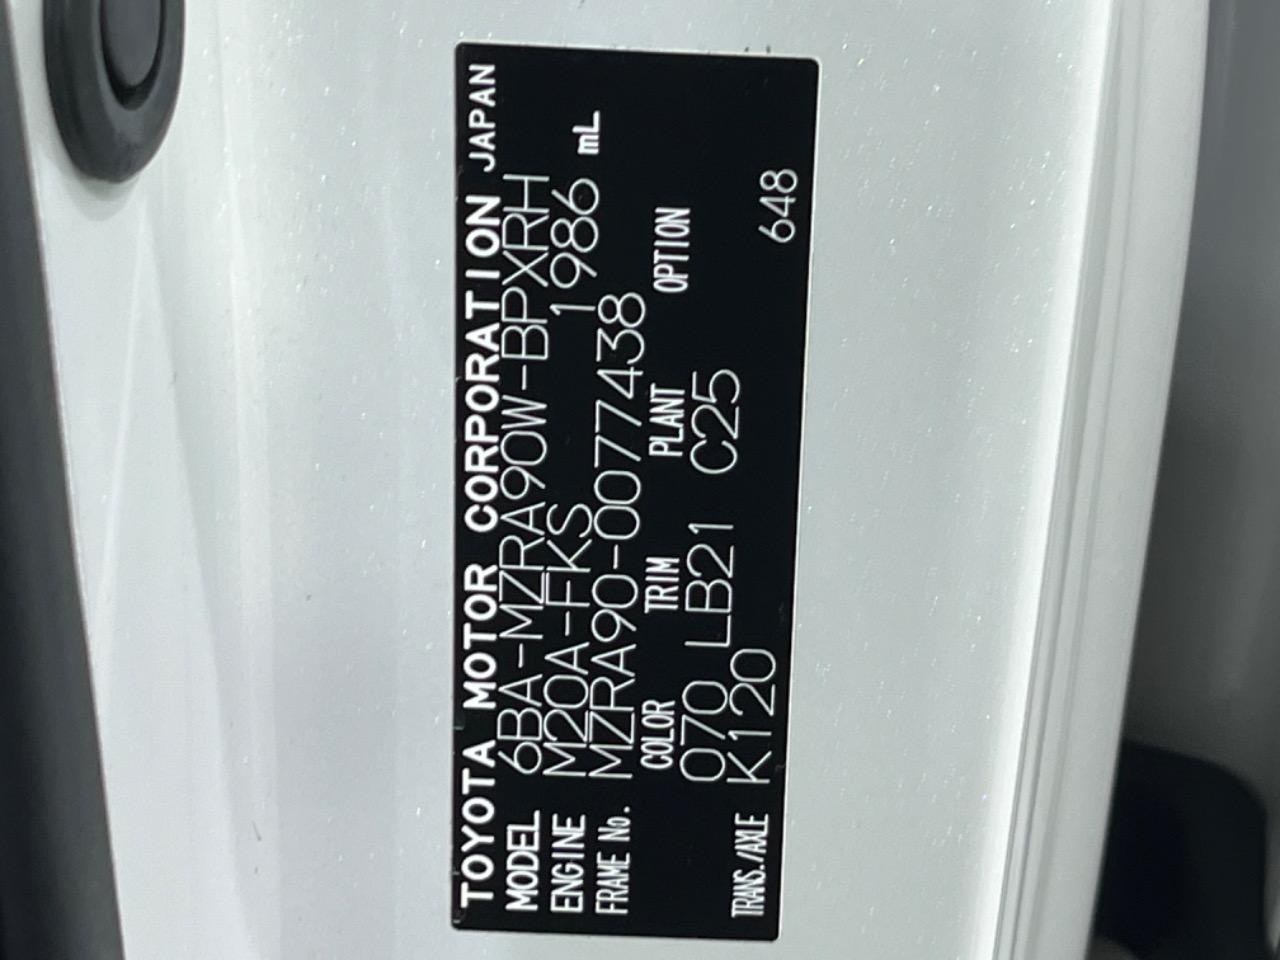 TOYOTA MOTOR CORPORATION JAPAN
MODEL 6BA-MZRA90W-BPXRH
ENGINE M20A-FKS 1986 mL
FRAME No. MZRA90-0077438
COLOR TRIM PLANT OPTION
070 LB21 C25
TRANS./AXLE K120 648